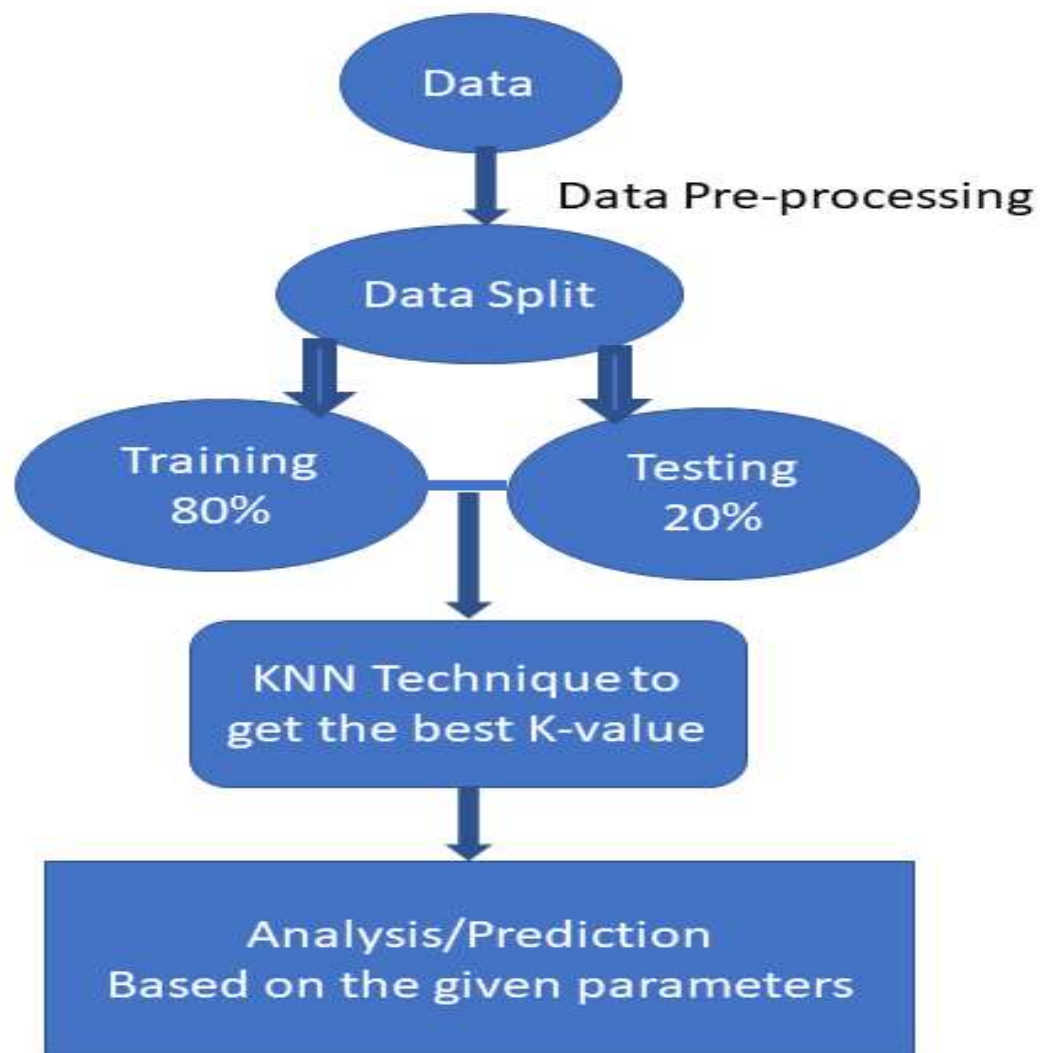 Data
Data Pre-processing
Data Split
Training
80%
Testing
20%
KNN Technique to
get the best K-value
Analysis/Prediction
Based on the given parameters